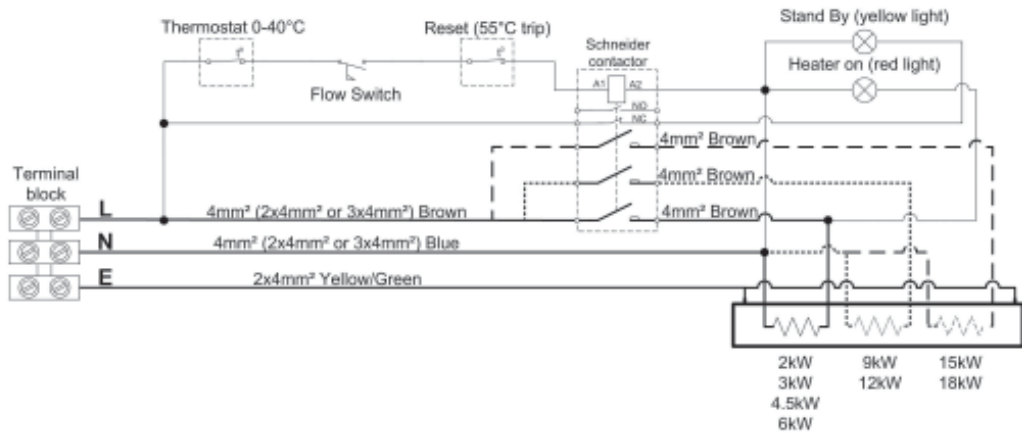 Stand By (yellow light)
Thermostat 0-40°C
Reset (55°C trip)
Schneider
contactor
Heater on (red light)
Flow Switch
A1
A2
NO
NC
4mm² Brown
Terminal
block
4mm² Brown
L
4mm² (2x4mm² or 3x4mm²) Brown
4mm² Brown
N
4mm² (2x4mm² or 3x4mm²) Blue
E
2x4mm² Yellow/Green
2kW
9kW
15kW
3kW
12kW
18kW
4.5kW
6kW